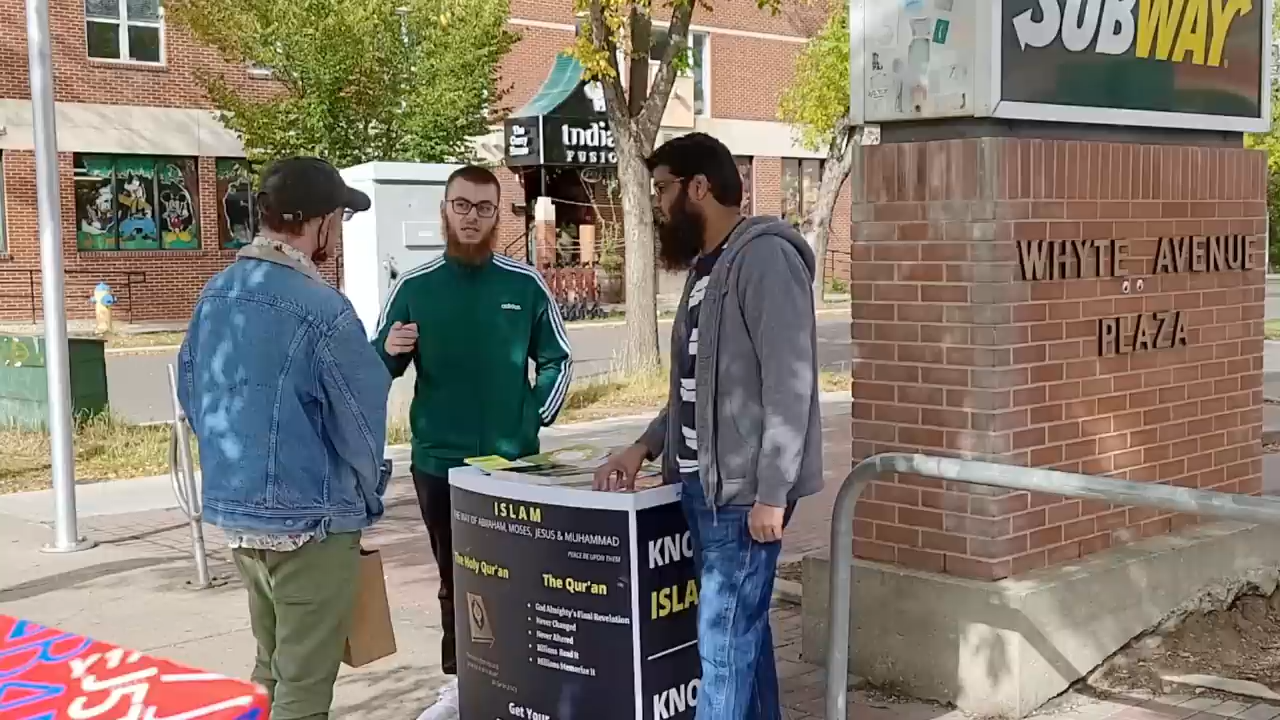 SUBWAY
The Curry
India
FUSIO
WHYTE AVENUE
PLAZA
adidas
ISLAM
THE WAY OF ABRAHAM, MOSES, JESUS & MUHAMMAD
PEACE BE UPON THEM
The Holy Qur'an
The Qur'an
• God Almighty's Final Revelation
• Never Changed
• Never Altered
• Billions Read It
• Millions Memorize It
Get Your
KNO
ISLA
KNO